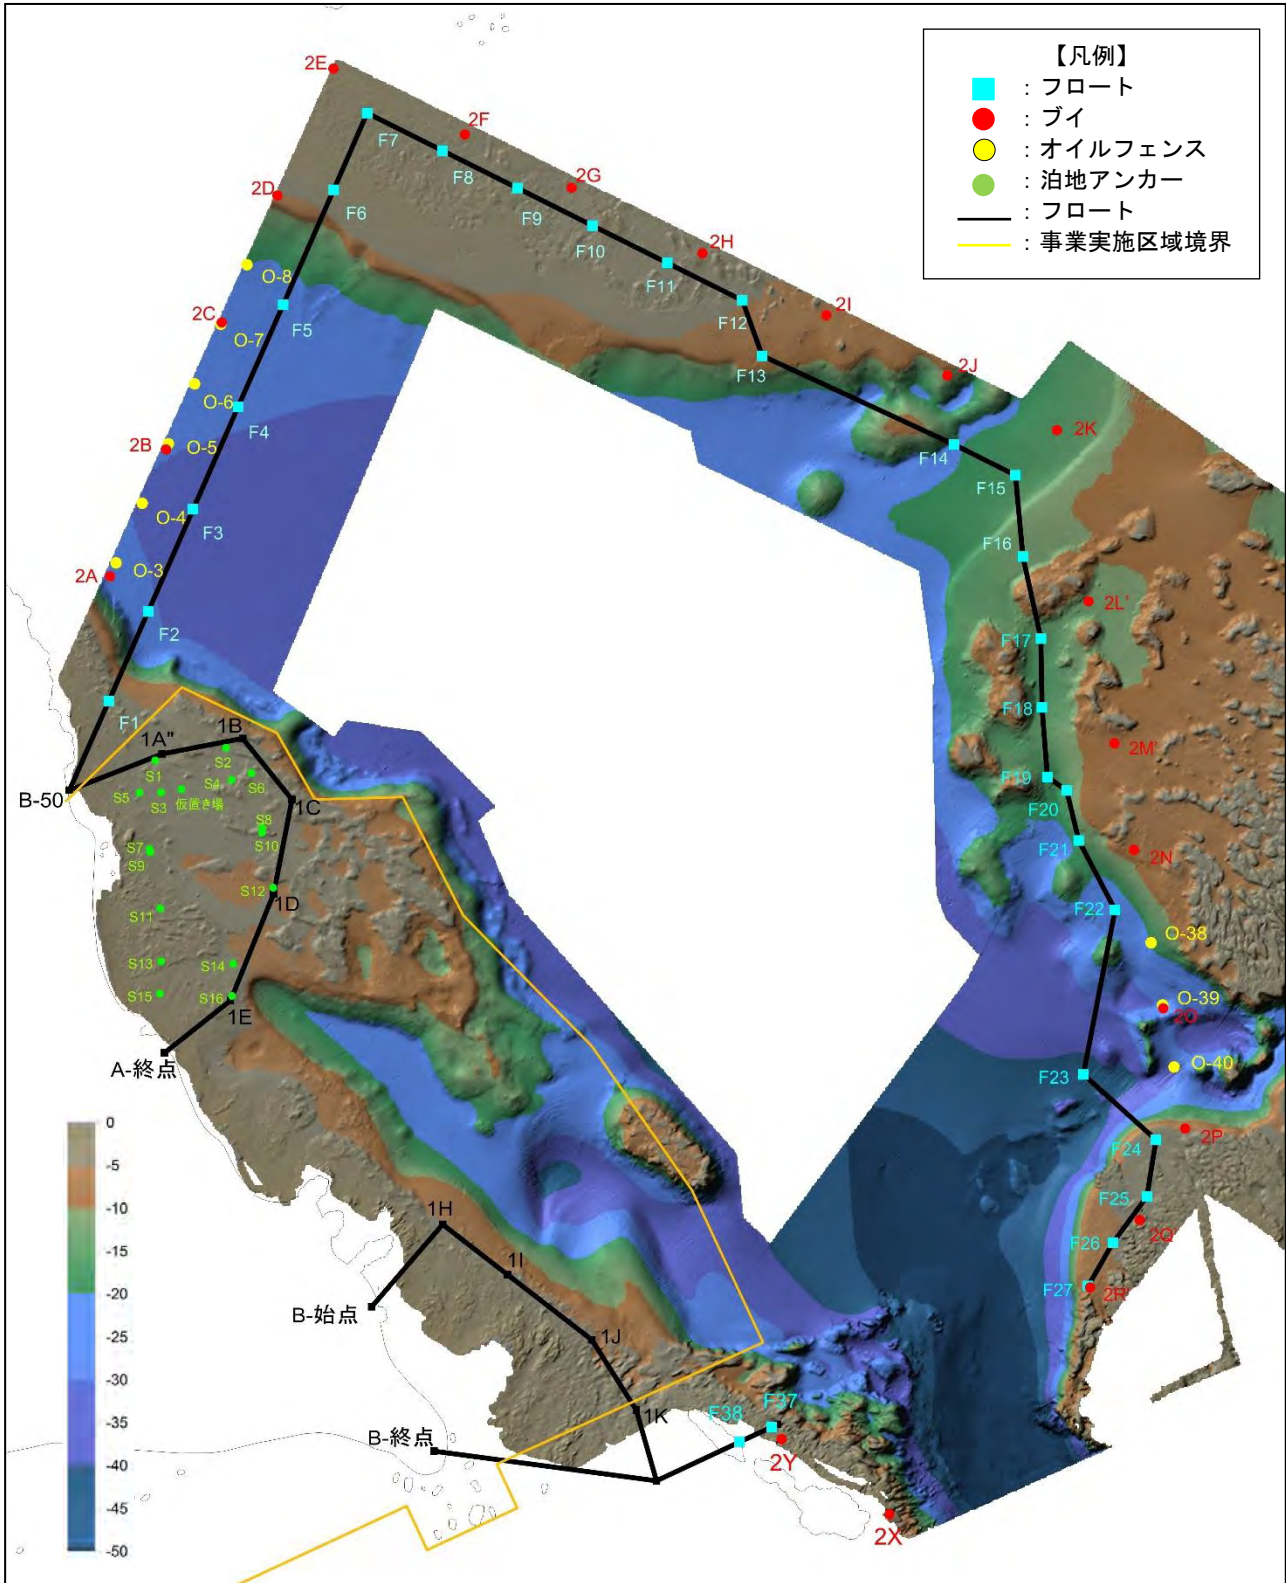 【凡例】
：フロート
：ブイ
：オイルフェンス
：泊地アンカー
：フロート
：事業実施区域境界
2E
2F
F7
F8
2G
2D
F6
F9
F10
2H
F11
O-8
F5
F12
2I
2C
O-7
F13
2J
O-6
F4
2K
2B
O-5
F14
F15
O-4
F3
F16
2A
O-3
2L'
F2
F17
F1
F18
1A"
1B
2M'
S2
S1
S4
S6
F19
B-50
S5
S3
仮置き場
1C
F20
S8
S10
F21
S7
S9
2N
S12
1D
F22
S11
O-38
S13
S14
S15
S16
1E
O-39
2O
A-終点
O-40
F23
2P
F24
F25
1H
2Q'
F26
1I
F27
2R'
B-始点
1J
1K
F38
F37
B-終点
2Y
2X
0
-5
-10
-15
-20
-25
-30
-35
-40
-45
-50